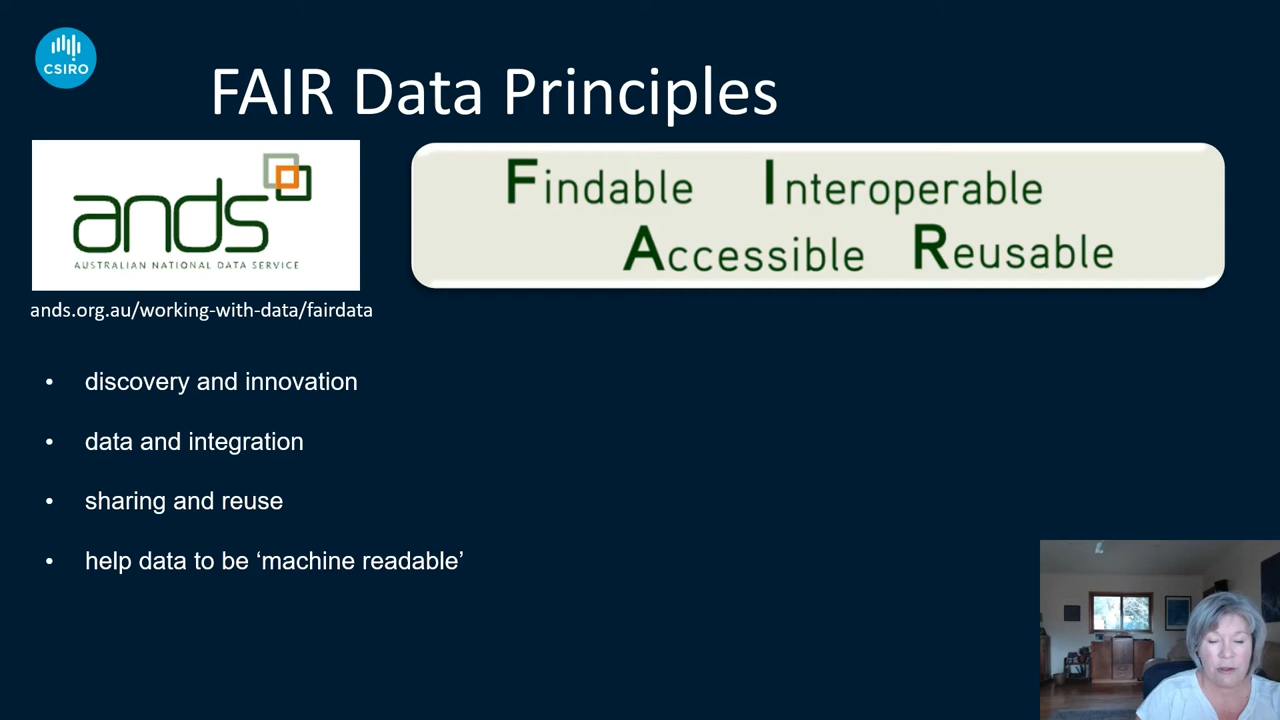 CSIRO
FAIR Data Principles
ands
AUSTRALIAN NATIONAL DATA SERVICE
Findable Interoperable
Accessible Reusable
ands.org.au/working-with-data/fairdata
• discovery and innovation
• data and integration
• sharing and reuse
• help data to be ‘machine readable’